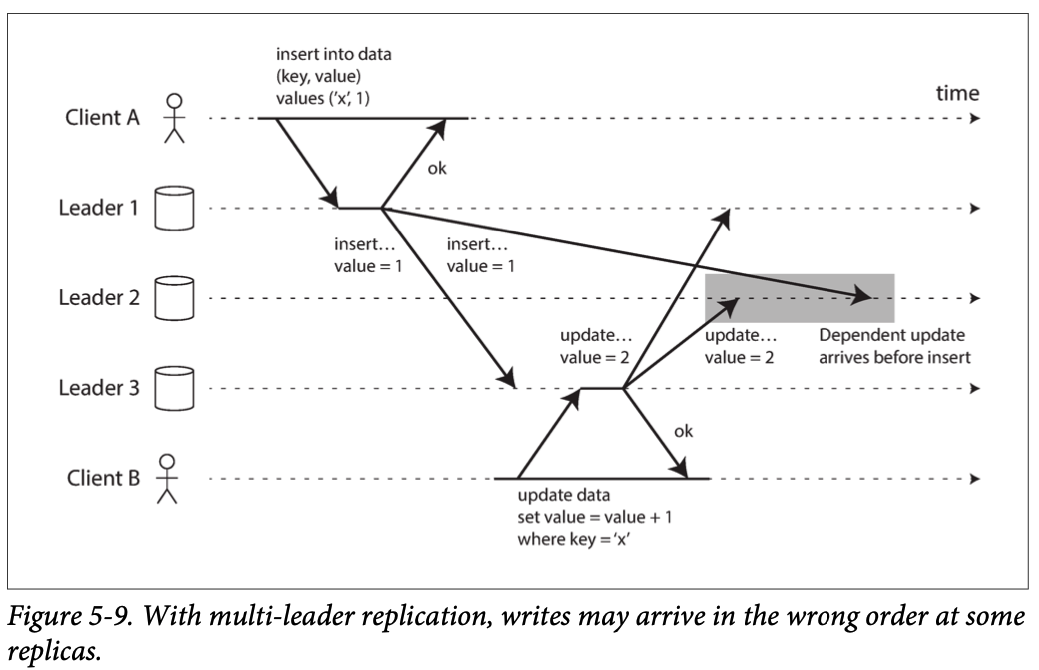 insert into data
(key, value)
values (‘x’, 1)
time
Client A
ok
Leader 1
insert…
value = 1
insert…
value = 1
Leader 2
update…
value = 2
update…
value = 2
Dependent update
arrives before insert
Leader 3
ok
Client B
update data
set value = value + 1
where key = ‘x’
Figure 5-9. With multi-leader replication, writes may arrive in the wrong order at some
replicas.